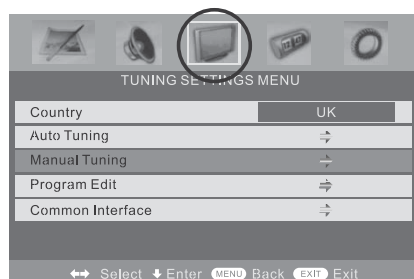 TUNING SETTINGS MENU
Country UK
Auto Tuning
Manual Tuning
Program Edit
Common Interface
Select Enter MENU Back EXIT Exit